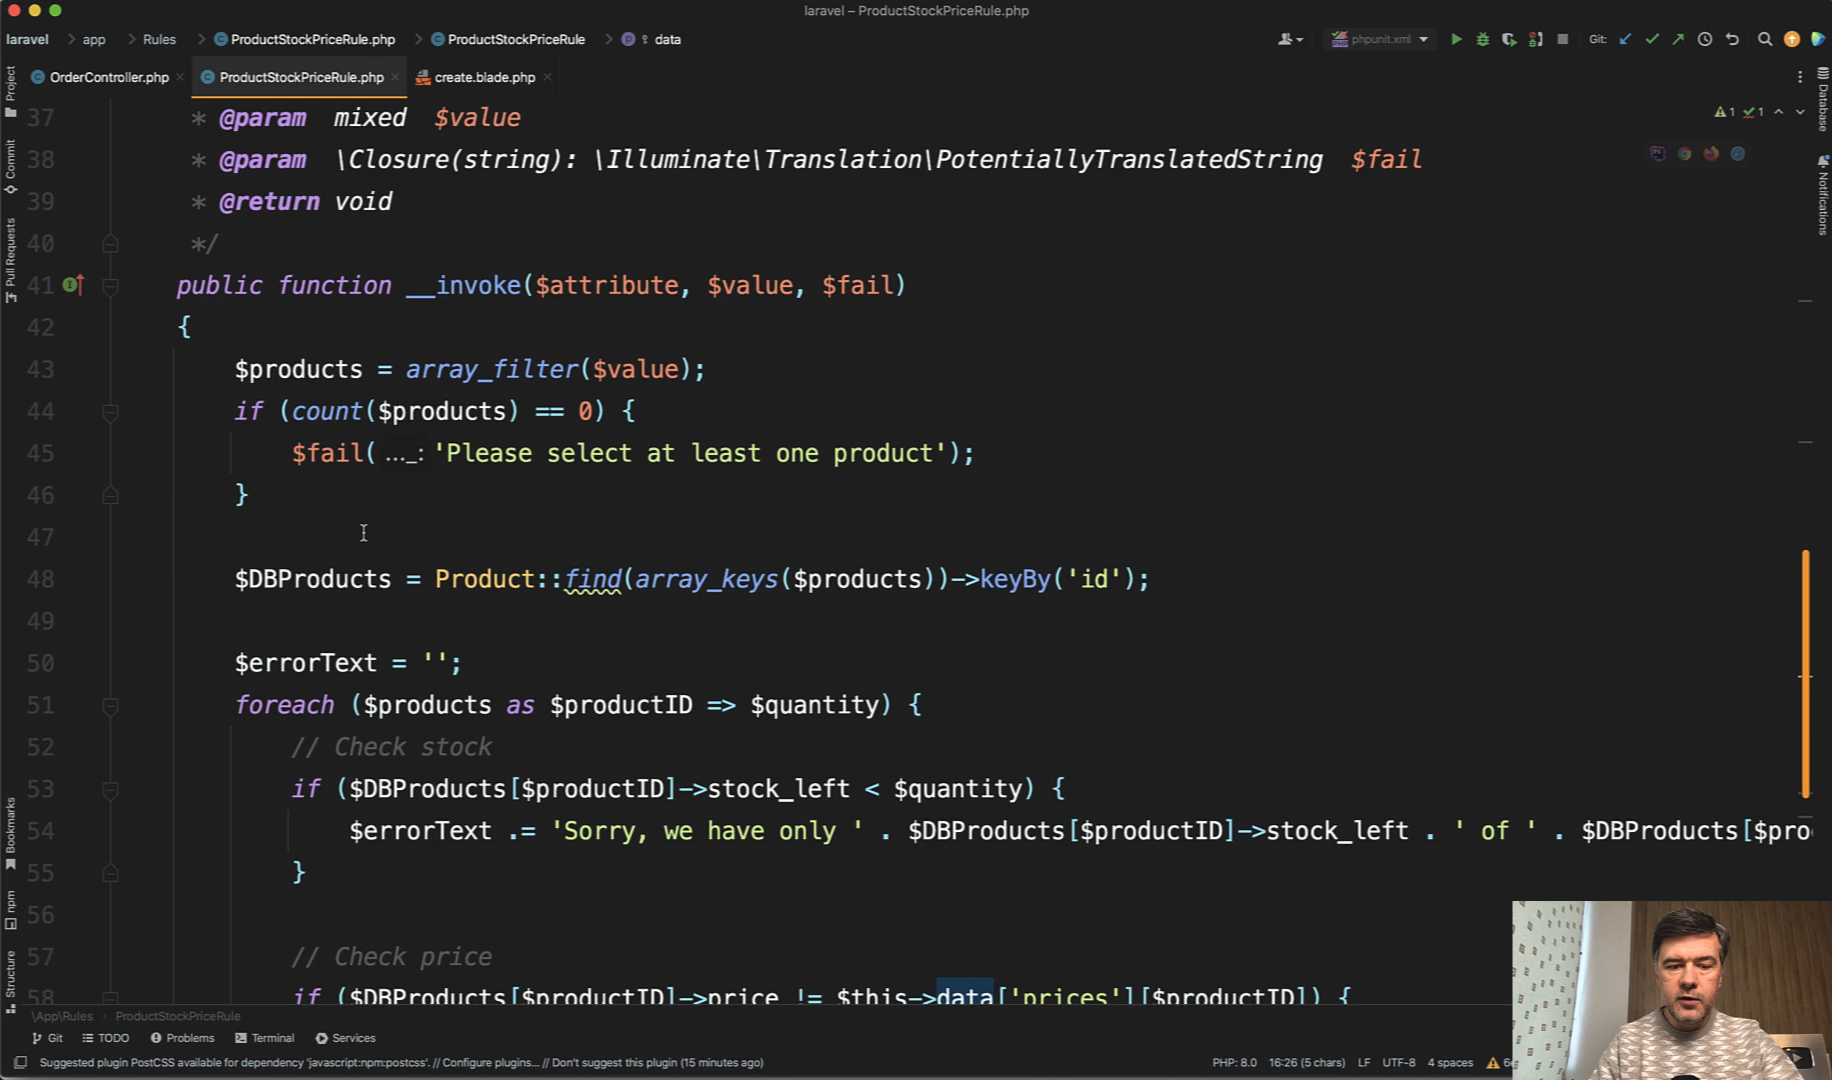 laravel – ProductStockPriceRule.php
laravel > app > Rules > ProductStockPriceRule.php > ProductStockPriceRule > data
phpunit.xml
Git:
OrderController.php
ProductStockPriceRule.php
create.blade.php
Project
Commit
Pull Requests
Bookmarks
npm
Structure
Database
Notifications
1 1
37 * @param mixed $value
38 * @param \Closure(string): \Illuminate\Translation\PotentiallyTranslatedString $fail
39 * @return void
40 */
41 public function __invoke($attribute, $value, $fail)
42 {
43 $products = array_filter($value);
44 if (count($products) == 0) {
45 $fail( ..._: 'Please select at least one product');
46 }
47
48 $DBProducts = Product::find(array_keys($products))->keyBy('id');
49
50 $errorText = '';
51 foreach ($products as $productID => $quantity) {
52 // Check stock
53 if ($DBProducts[$productID]->stock_left < $quantity) {
54 $errorText .= 'Sorry, we have only ' . $DBProducts[$productID]->stock_left . ' of ' . $DBProducts[$pro
55 }
56
57 // Check price
58 if ($DBProducts[$productID]->price != $this->data['prices'][$productID]) {
\App\Rules > ProductStockPriceRule
Git
TODO
Problems
Terminal
Services
Suggested plugin PostCSS available for dependency 'javascript:npm:postcss'. // Configure plugins... // Don't suggest this plugin (15 minutes ago)
PHP: 8.0 16:26 (5 chars) LF UTF-8 4 spaces